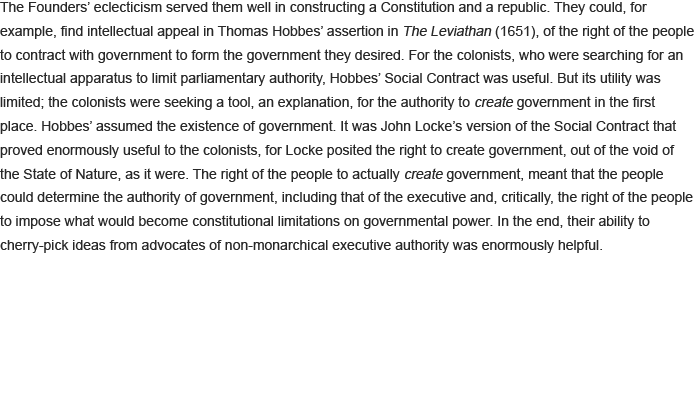 The Founders’ eclecticism served them well in constructing a Constitution and a republic. They could, for
example, find intellectual appeal in Thomas Hobbes’ assertion in The Leviathan (1651), of the right of the people
to contract with government to form the government they desired. For the colonists, who were searching for an
intellectual apparatus to limit parliamentary authority, Hobbes’ Social Contract was useful. But its utility was
limited; the colonists were seeking a tool, an explanation, for the authority to create government in the first
place. Hobbes’ assumed the existence of government. It was John Locke’s version of the Social Contract that
proved enormously useful to the colonists, for Locke posited the right to create government, out of the void of
the State of Nature, as it were. The right of the people to actually create government, meant that the people
could determine the authority of government, including that of the executive and, critically, the right of the people
to impose what would become constitutional limitations on governmental power. In the end, their ability to
cherry-pick ideas from advocates of non-monarchical executive authority was enormously helpful.